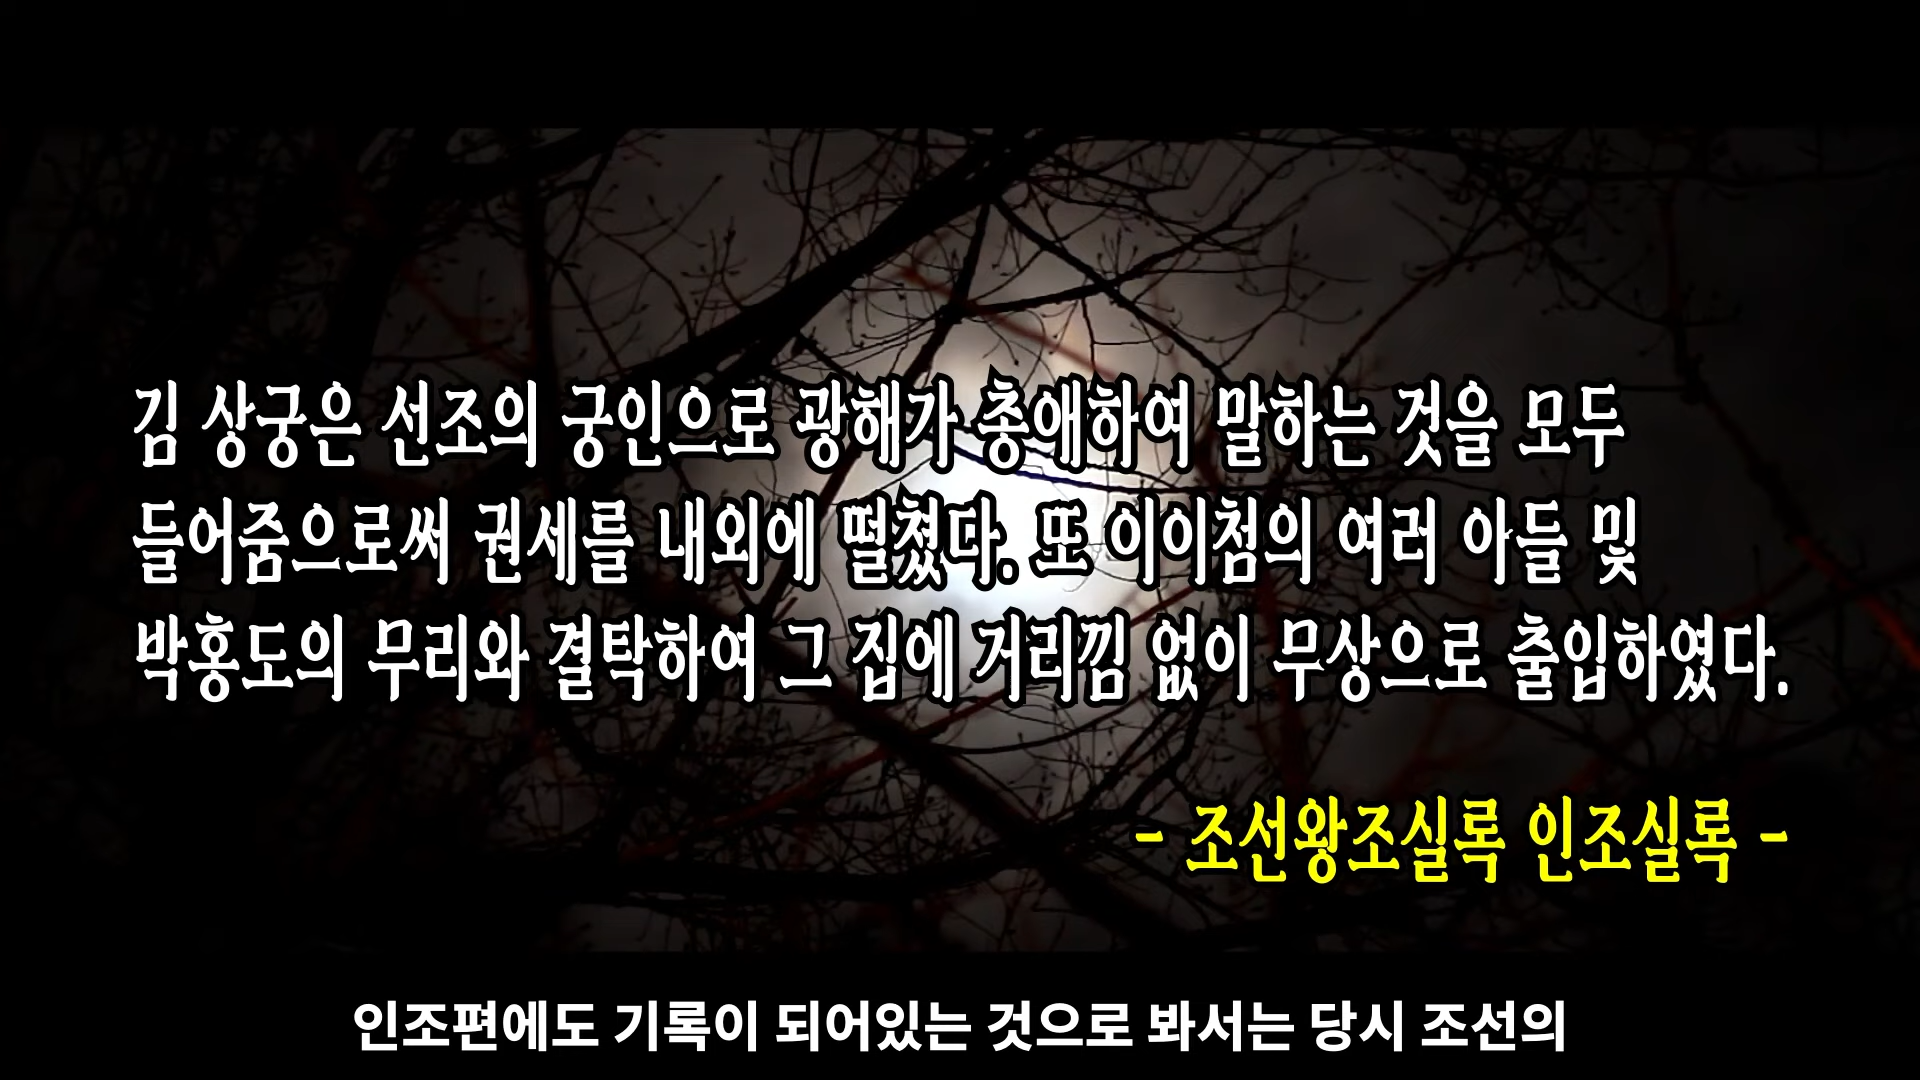 김 상궁은 선조의 궁인으로 광해가 총애하여 말하는 것을 모두
들어줌으로써 권세를 내외에 떨쳤다. 또 이이첨의 여러 아들 및
박홍도의 무리와 결탁하여 그 집에 거리낌 없이 무상으로 출입하였다.
- 조선왕조실록 인조실록 -
인조편에도 기록이 되어있는 것으로 봐서는 당시 조선의